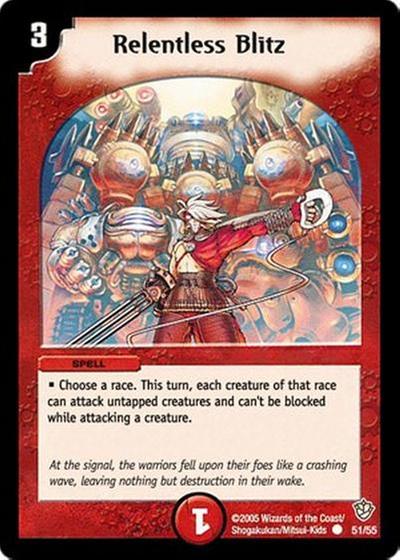 3
Relentless Blitz
SPELL
▪ Choose a race. This turn, each creature of that race
can attack untapped creatures and can't be blocked
while attacking a creature.
At the signal, the warriors fell upon their foes like a crashing
wave, leaving nothing but destruction in their wake.
1
©2005 Wizards of the Coast/
Shogakukan/Mitsui-Kids ● 51/55